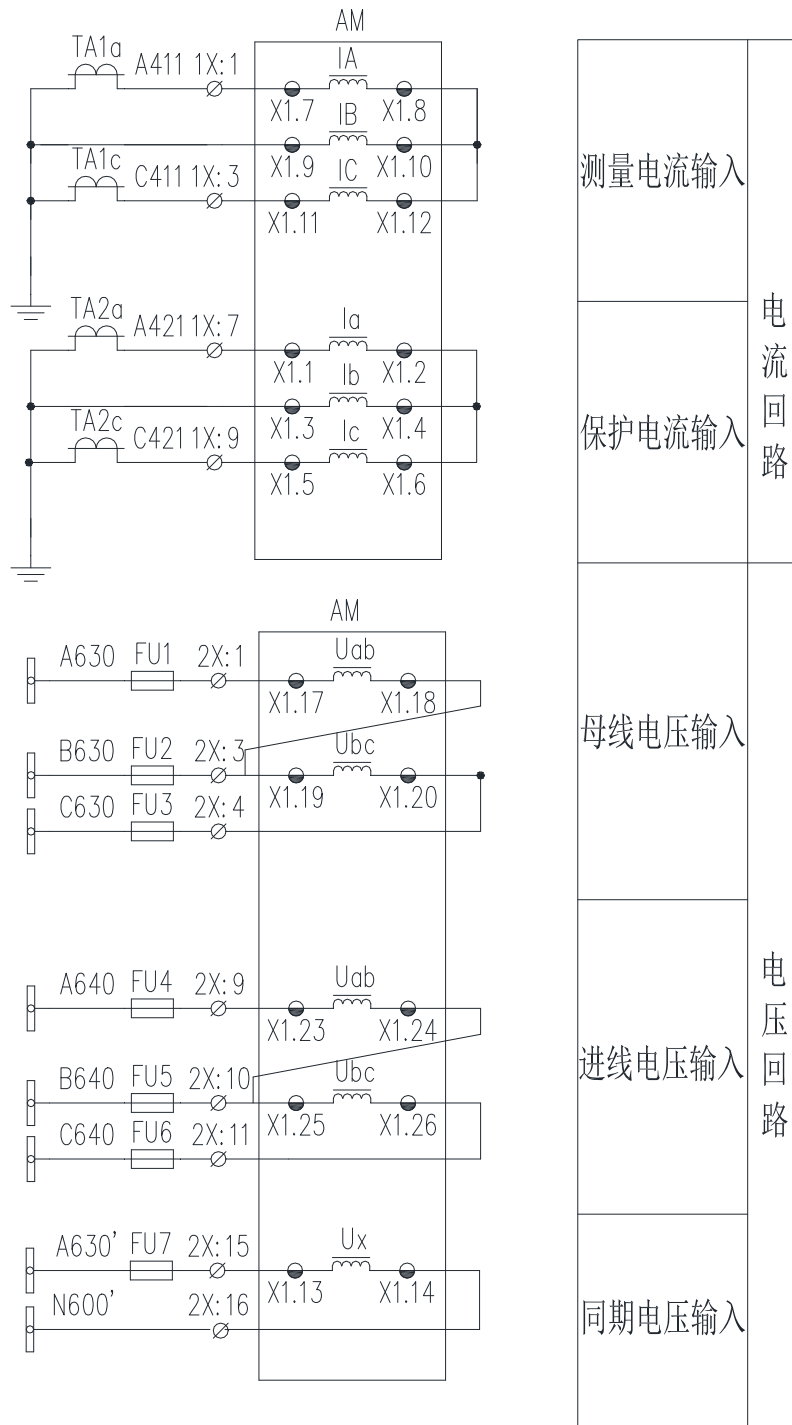 AM
TA1a A411 1X:1 IA
X1.7 X1.8
IB
X1.9 X1.10
TA1c C411 1X:3 IC
X1.11 X1.12
测量电流输入
TA2a A421 1X:7 Ia
X1.1 X1.2
Ib
X1.3 X1.4
TA2c C421 1X:9 Ic
X1.5 X1.6
保护电流输入
电流回路
AM
A630 FU1 2X:1 Uab
X1.17 X1.18
B630 FU2 2X:3 Ubc
X1.19 X1.20
C630 FU3 2X:4
母线电压输入
A640 FU4 2X:9 Uab
X1.23 X1.24
B640 FU5 2X:10 Ubc
X1.25 X1.26
C640 FU6 2X:11
进线电压输入
A630' FU7 2X:15 Ux
X1.13 X1.14
N600' 2X:16
同期电压输入
电压回路